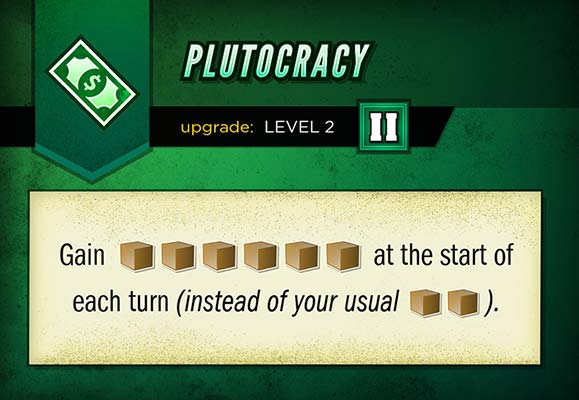 PLUTOCRACY
upgrade: LEVEL 2
II
Gain at the start of
each turn (instead of your usual ).